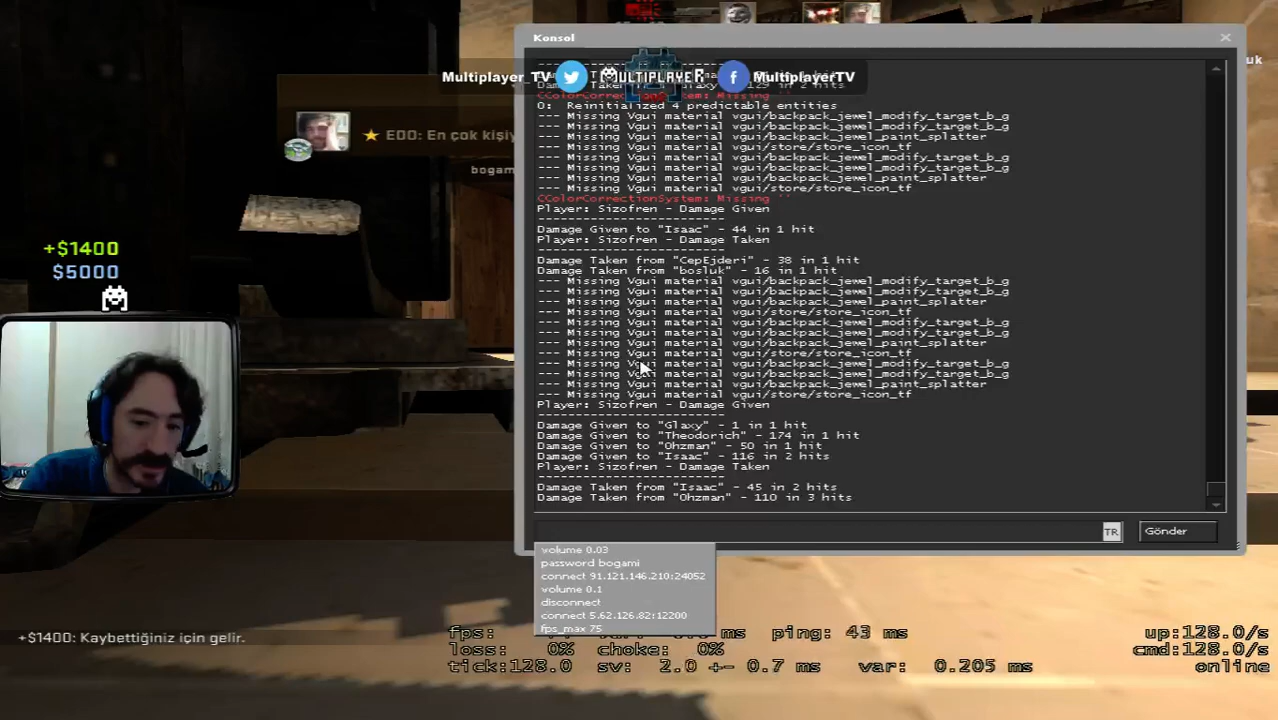 Konsol
Multiplayer_TV
MULTIPLAYER
MultiplayerTV
CColorCorrectionSystem: Missing ''
0:  Reinitialized 4 predictable entities
--- Missing Vgui material vgui/backpack_jewel_modify_target_b_g
--- Missing Vgui material vgui/backpack_jewel_modify_target_b_g
--- Missing Vgui material vgui/backpack_jewel_paint_splatter
--- Missing Vgui material vgui/store/store_icon_tf
--- Missing Vgui material vgui/backpack_jewel_modify_target_b_g
--- Missing Vgui material vgui/backpack_jewel_modify_target_b_g
--- Missing Vgui material vgui/backpack_jewel_paint_splatter
--- Missing Vgui material vgui/store/store_icon_tf
CColorCorrectionSystem: Missing ''
Player: Sizofren - Damage Given
-------------------------
Damage Given to "Isaac" - 44 in 1 hit
Player: Sizofren - Damage Taken
-------------------------
Damage Taken from "CepEjderi" - 38 in 1 hit
Damage Taken from "bosluk" - 16 in 1 hit
--- Missing Vgui material vgui/backpack_jewel_modify_target_b_g
--- Missing Vgui material vgui/backpack_jewel_modify_target_b_g
--- Missing Vgui material vgui/backpack_jewel_paint_splatter
--- Missing Vgui material vgui/store/store_icon_tf
--- Missing Vgui material vgui/backpack_jewel_modify_target_b_g
--- Missing Vgui material vgui/backpack_jewel_modify_target_b_g
--- Missing Vgui material vgui/backpack_jewel_paint_splatter
--- Missing Vgui material vgui/store/store_icon_tf
--- Missing Vgui material vgui/backpack_jewel_modify_target_b_g
--- Missing Vgui material vgui/backpack_jewel_modify_target_b_g
--- Missing Vgui material vgui/backpack_jewel_paint_splatter
--- Missing Vgui material vgui/store/store_icon_tf
Player: Sizofren - Damage Given
-------------------------
Damage Given to "Glaxy" - 1 in 1 hit
Damage Given to "Theodorich" - 174 in 1 hit
Damage Given to "Ohzman" - 50 in 1 hit
Damage Given to "Isaac" - 116 in 2 hits
Player: Sizofren - Damage Taken
-------------------------
Damage Taken from "Isaac" - 45 in 2 hits
Damage Taken from "Ohzman" - 110 in 3 hits
TR
Gönder
volume 0.03
password bogami
connect 91.121.146.210:24052
volume 0.1
disconnect
connect 5.62.126.82:12200
fps_max 75
EDD: En çok kişiy
bogami
+$1400
$5000
+$1400: Kaybettiğiniz için gelir.
fps: ms ping: 43 ms
loss: 0% choke: 0%
tick:128.0 sv: 2.0 +- 0.7 ms var: 0.205 ms
up:128.0/s
cmd:128.0/s
online